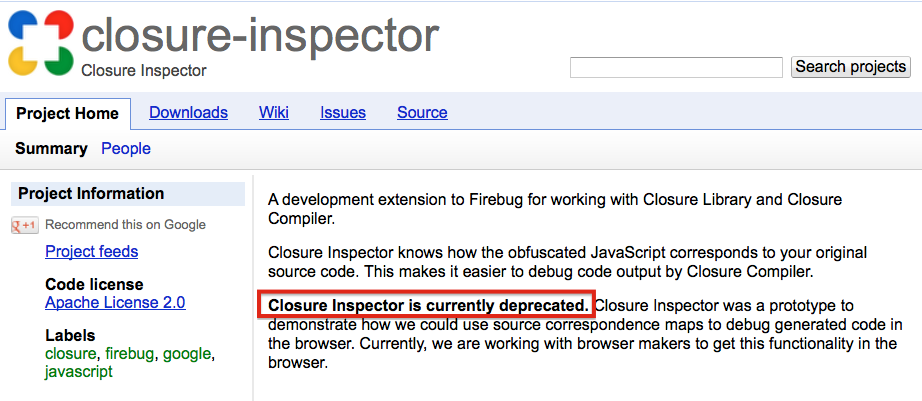 closure-inspector
Closure Inspector
Search projects
Project Home Downloads Wiki Issues Source
Summary People
Project Information
g +1 Recommend this on Google
Project feeds
Code license
Apache License 2.0
Labels
closure, firebug, google,
javascript
A development extension to Firebug for working with Closure Library and Closure
Compiler.
Closure Inspector knows how the obfuscated JavaScript corresponds to your original
source code. This makes it easier to debug code output by Closure Compiler.
Closure Inspector is currently deprecated. Closure Inspector was a prototype to
demonstrate how we could use source correspondence maps to debug generated code in
the browser. Currently, we are working with browser makers to get this functionality in the
browser.